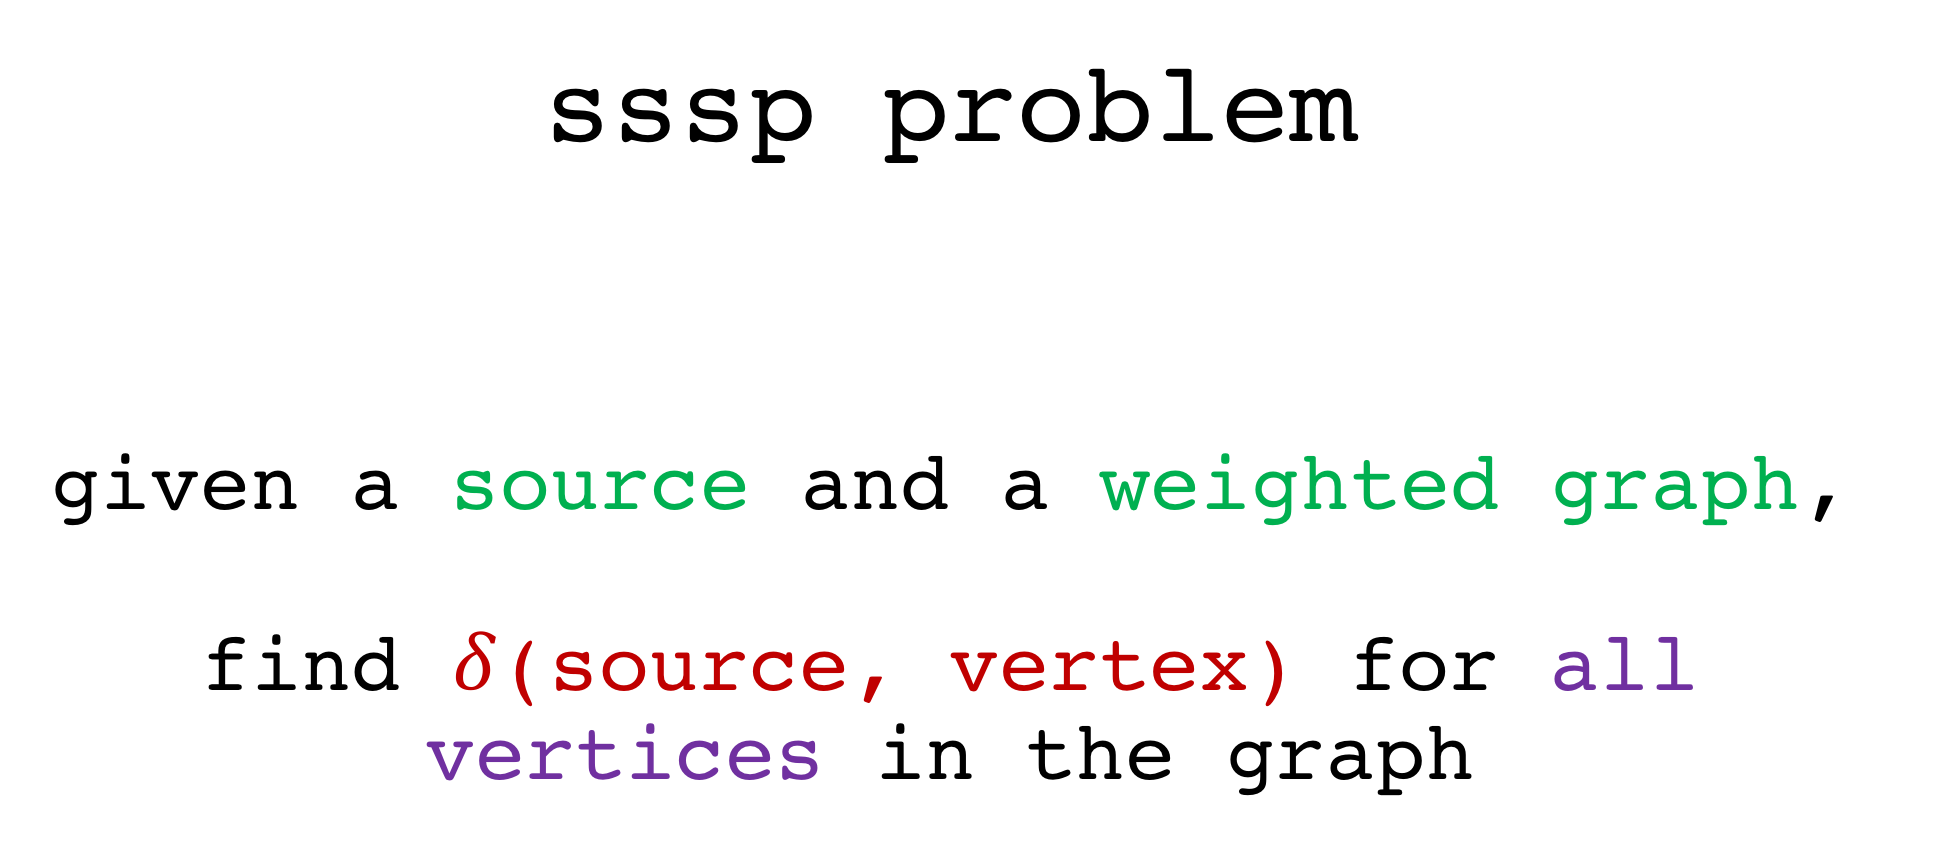 sssp problem
given a source and a weighted graph,
find δ(source, vertex) for all
vertices in the graph